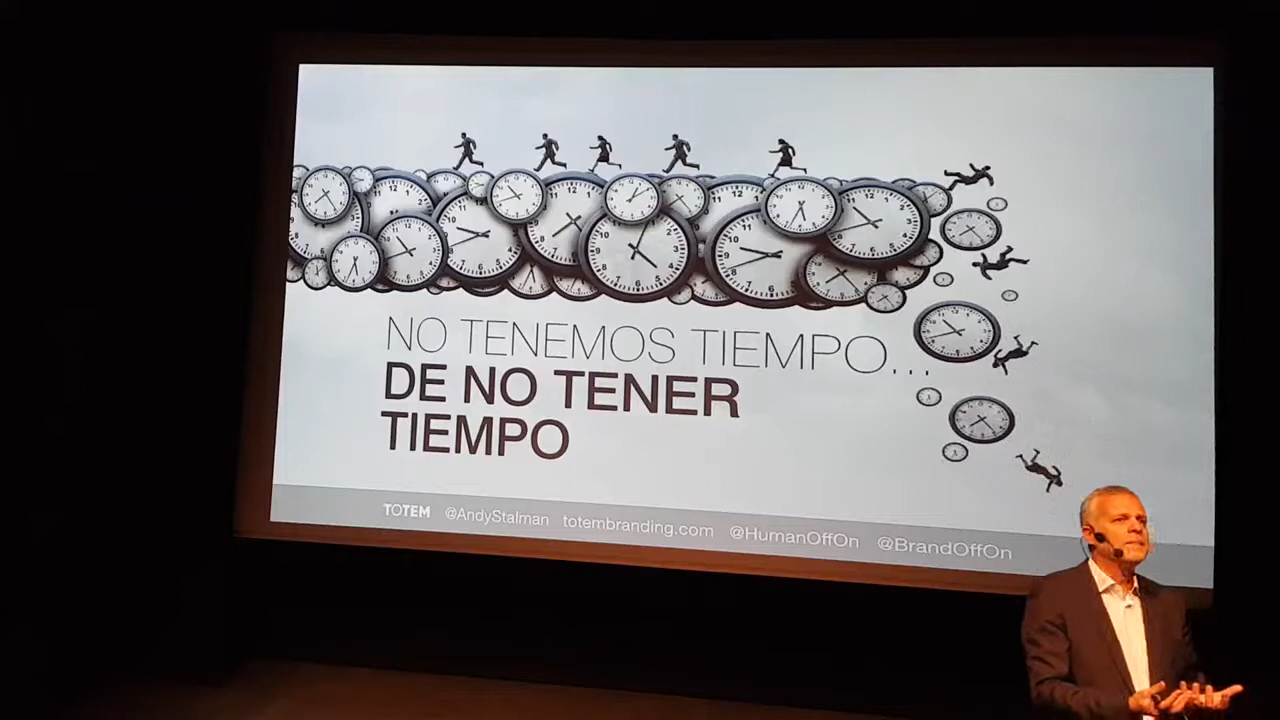 NO TENEMOS TIEMPO...
DE NO TENER
TIEMPO
TOTEM @AndyStalman totembranding.com @HumanOffOn @BrandOffOn